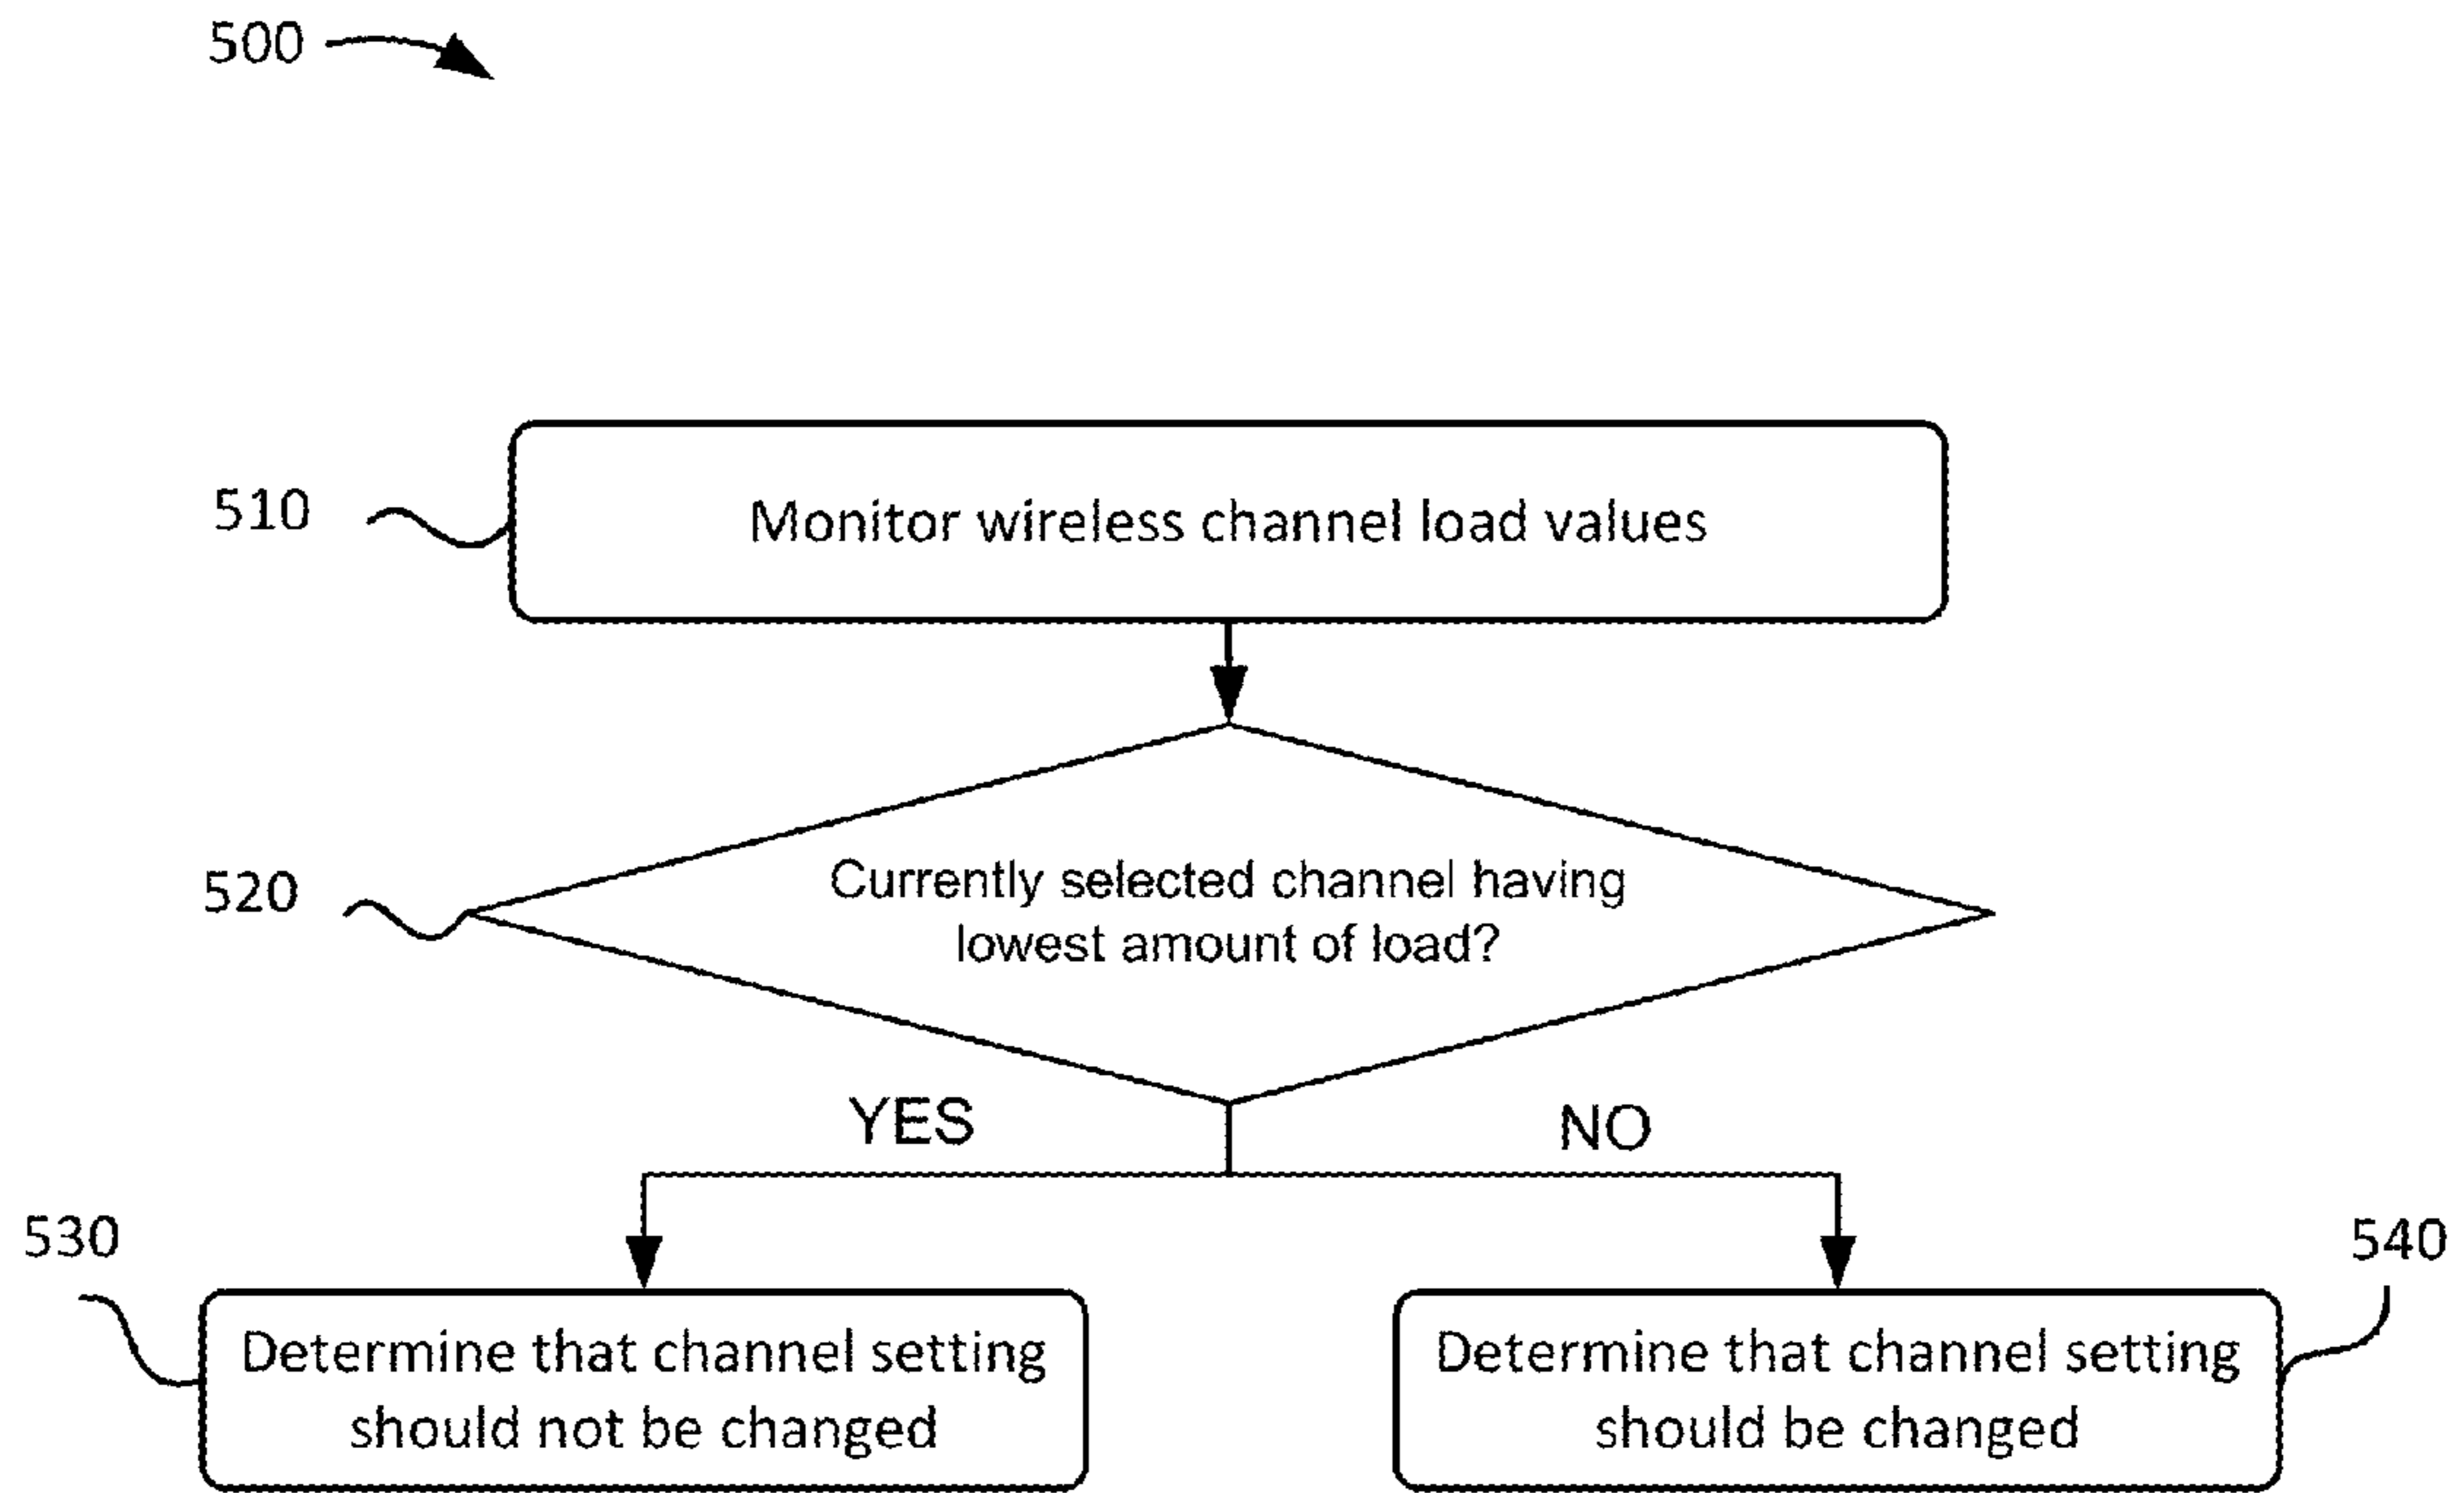 500
510
Monitor wireless channel load values
520
Currently selected channel having
lowest amount of load?
YES
NO
530
540
Determine that channel setting
should not be changed
Determine that channel setting
should be changed